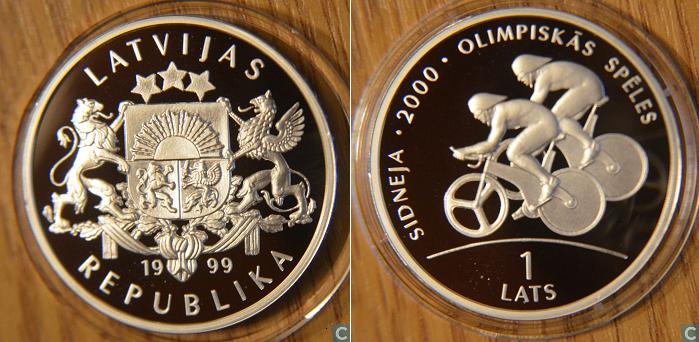 LATVIJAS
19 99
REPUBLIKA
C
SIDNEJA · 2000 · OLIMPISKĀS SPĒLES
1
LATS
C